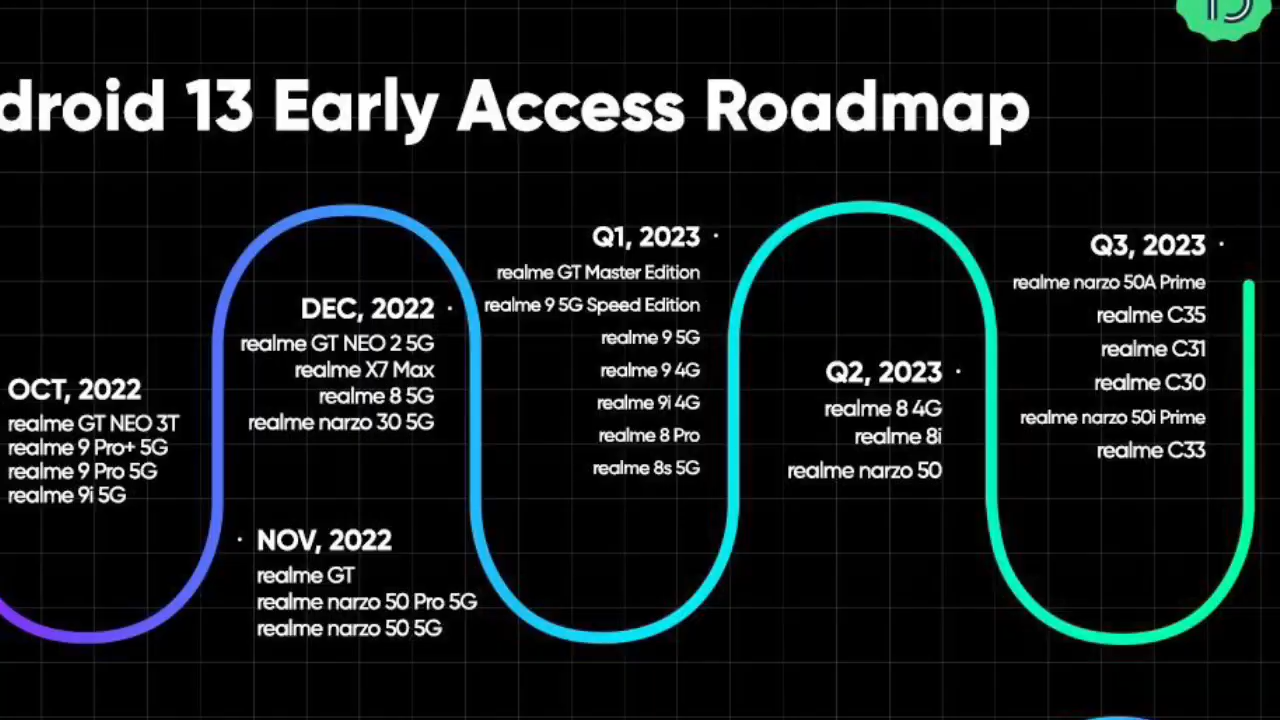 13
droid 13 Early Access Roadmap
OCT, 2022
realme GT NEO 3T
realme 9 Pro+ 5G
realme 9 Pro 5G
realme 9i 5G
NOV, 2022
realme GT
realme narzo 50 Pro 5G
realme narzo 50 5G
DEC, 2022
realme GT NEO 2 5G
realme X7 Max
realme 8 5G
realme narzo 30 5G
Q1, 2023
realme GT Master Edition
realme 9 5G Speed Edition
realme 9 5G
realme 9 4G
realme 9i 4G
realme 8 Pro
realme 8s 5G
Q2, 2023
realme 8 4G
realme 8i
realme narzo 50
Q3, 2023
realme narzo 50A Prime
realme C35
realme C31
realme C30
realme narzo 50i Prime
realme C33